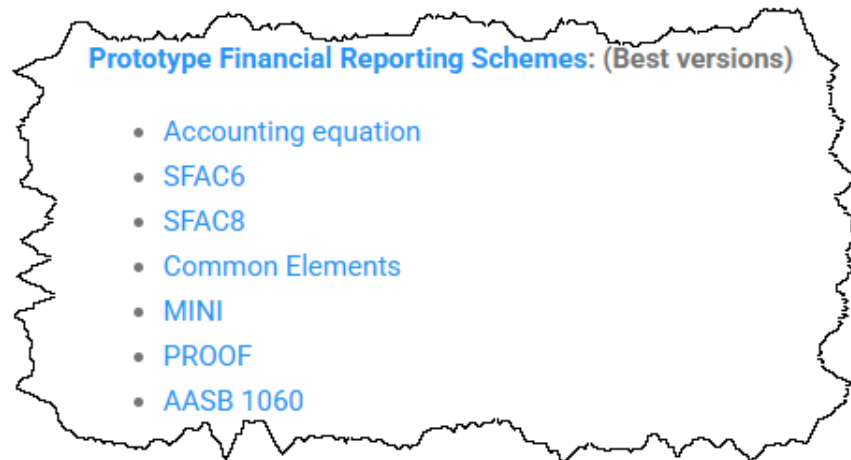 Prototype Financial Reporting Schemes: (Best versions)
• Accounting equation
• SFAC6
• SFAC8
• Common Elements
• MINI
• PROOF
• AASB 1060